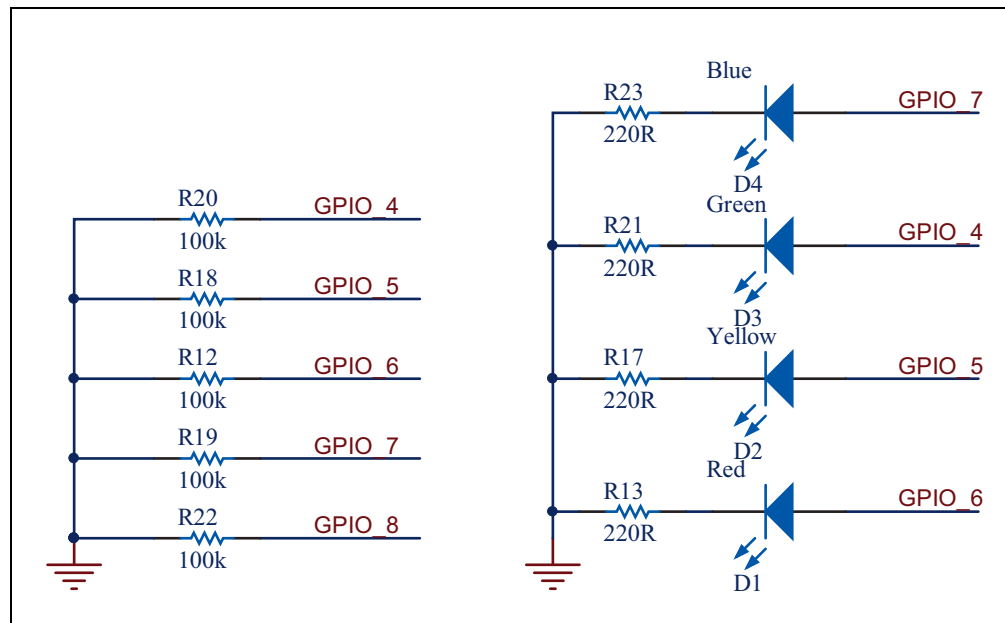 R20
GPIO_4
100k
R18
GPIO_5
100k
R12
GPIO_6
100k
R19
GPIO_7
100k
R22
GPIO_8
100k
Blue
R23
GPIO_7
220R
D4
Green
R21
GPIO_4
220R
D3
Yellow
R17
GPIO_5
220R
D2
Red
R13
GPIO_6
220R
D1